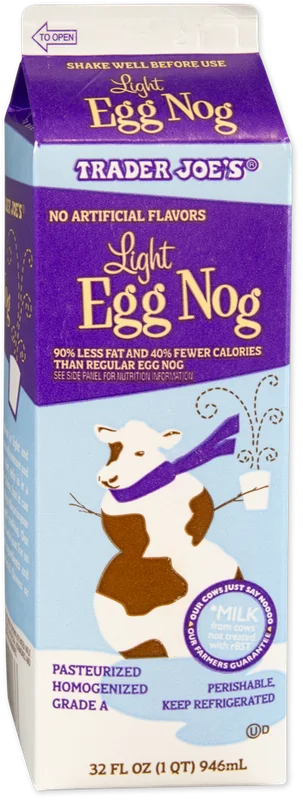 TO OPEN
SHAKE WELL BEFORE USE
Light
Egg Nog
TRADER JOE'S®
NO ARTIFICIAL FLAVORS
Light
Egg Nog
90% LESS FAT AND 40% FEWER CALORIES
THAN REGULAR EGG NOG
SEE SIDE PANEL FOR NUTRITION INFORMATION
OUR COWS JUST SAY NOOOO
*MILK
from cows
not treated
with rBST
OUR FARMERS GUARANTEE
PASTEURIZED
HOMOGENIZED
GRADE A
PERISHABLE,
KEEP REFRIGERATED
UD
32 FL OZ (1 QT) 946mL